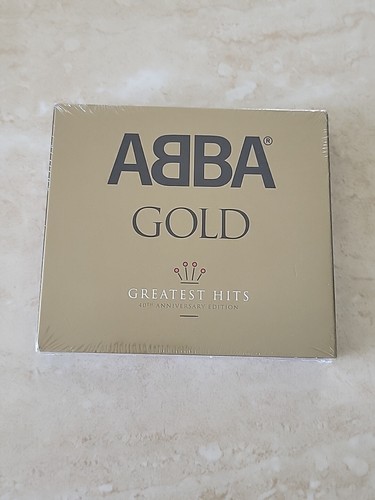 ABBA®
GOLD
GREATEST HITS
40TH ANNIVERSARY EDITION